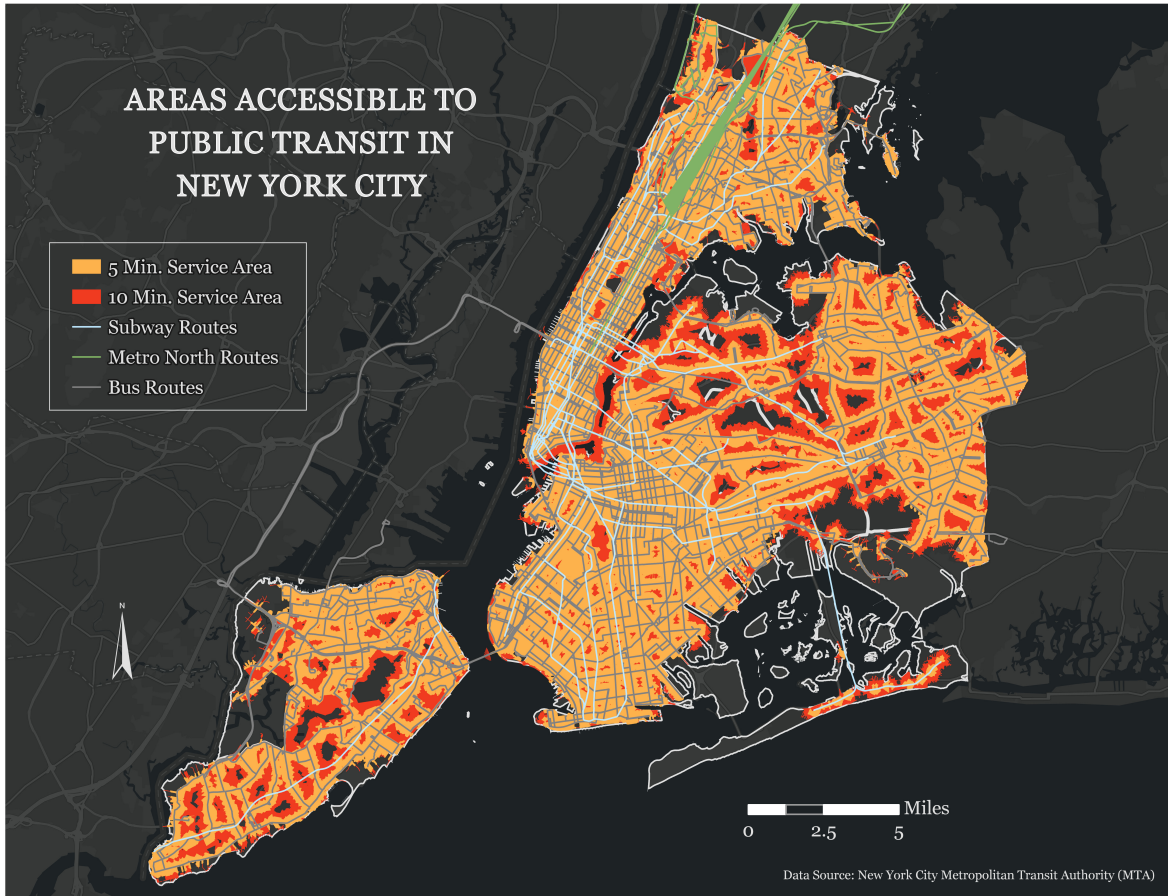 AREAS ACCESSIBLE TO
PUBLIC TRANSIT IN
NEW YORK CITY
5 Min. Service Area
10 Min. Service Area
Subway Routes
Metro North Routes
Bus Routes
N
Miles
0 2.5 5
Data Source: New York City Metropolitan Transit Authority (MTA)